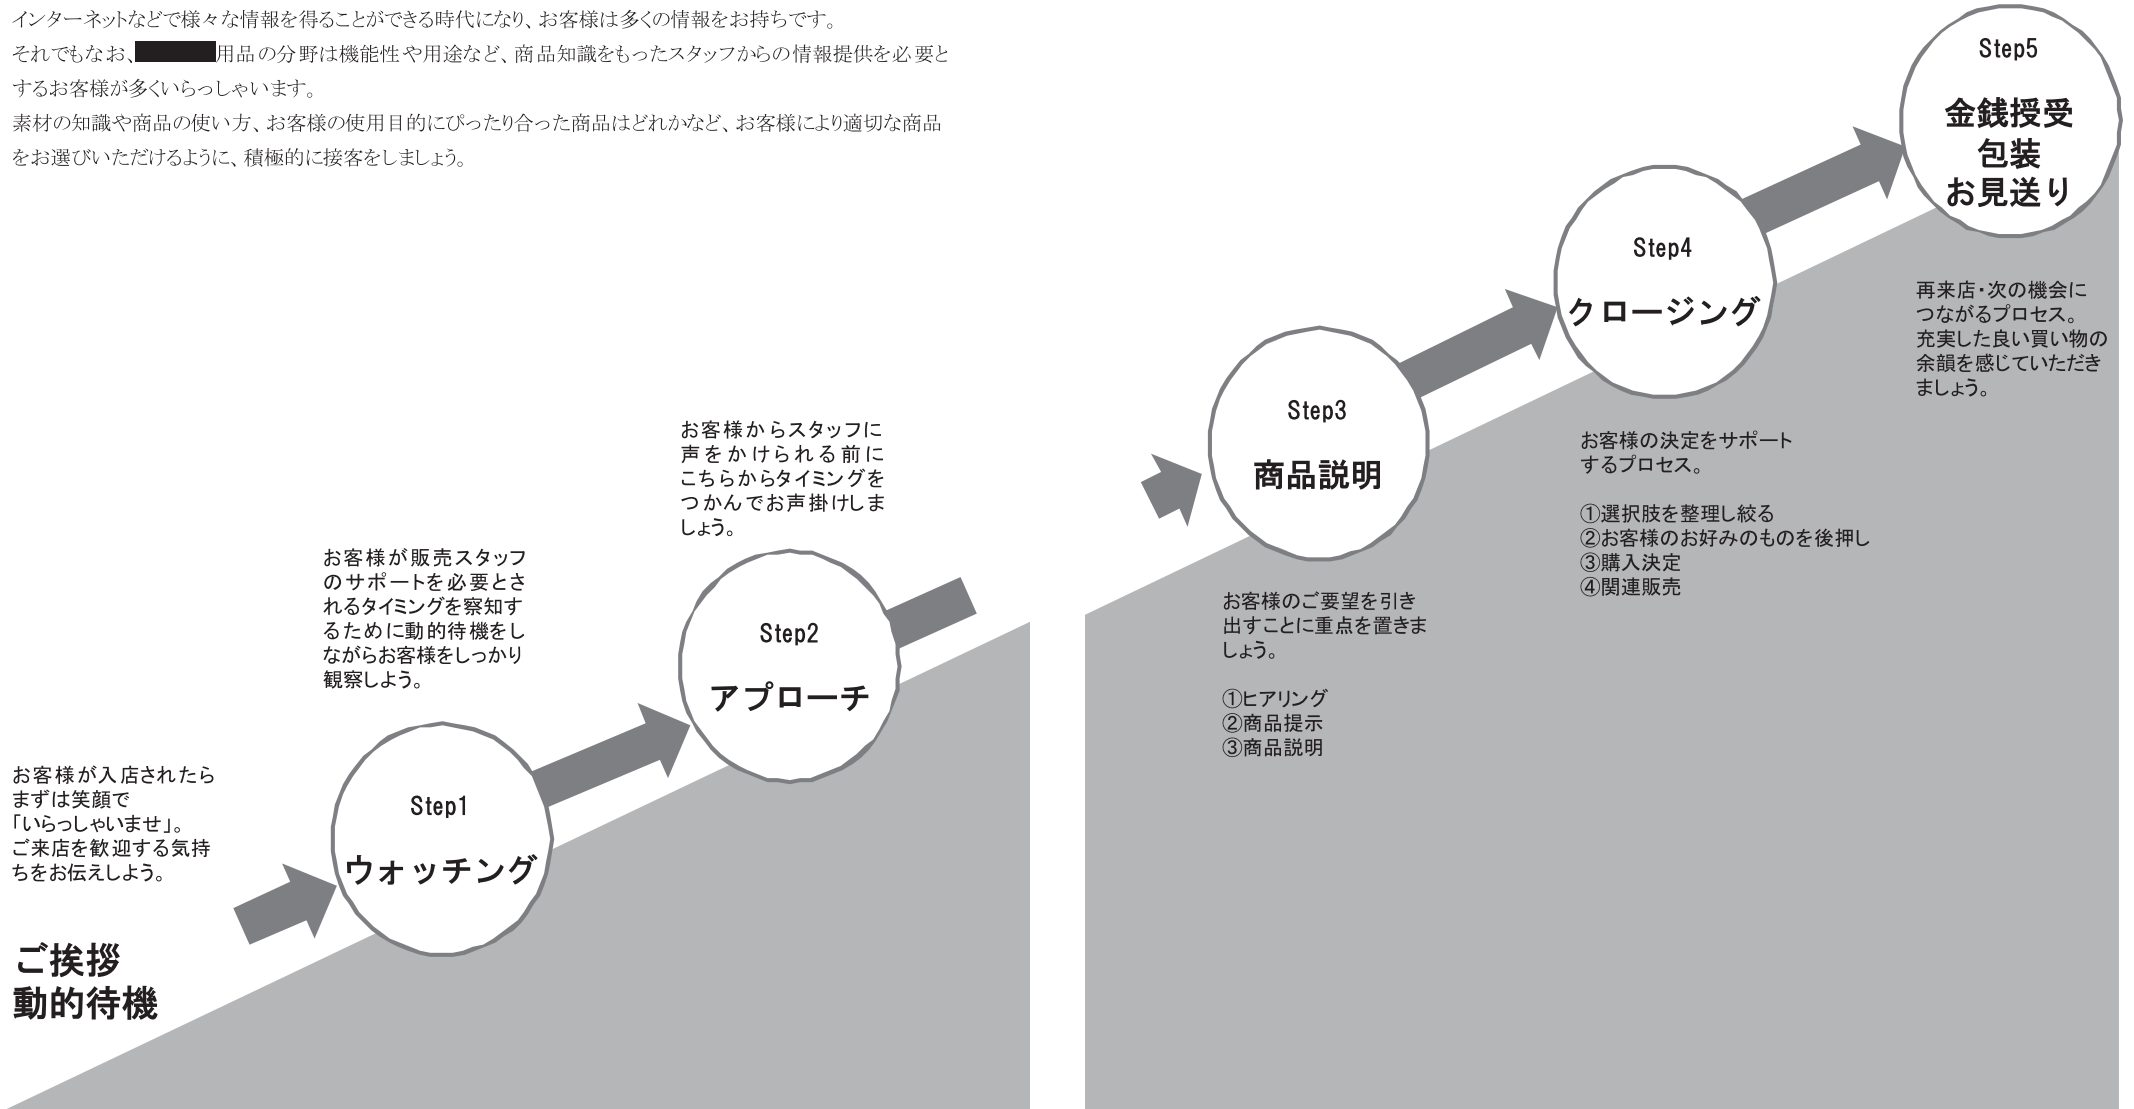 インターネットなどで様々な情報を得ることができる時代になり、お客様は多くの情報をお持ちです。
それでもなお、用品の分野は機能性や用途など、商品知識をもったスタッフからの情報提供を必要と
するお客様が多くいらっしゃいます。
素材の知識や商品の使い方、お客様の使用目的にぴったり合った商品はどれかなど、お客様により適切な商品
をお選びいただけるように、積極的に接客をしましょう。
お客様が入店されたら
まずは笑顔で
「いらっしゃいませ」。
ご来店を歓迎する気持
ちをお伝えしよう。
ご挨拶
動的待機
お客様が販売スタッフ
のサポートを必要とさ
れるタイミングを察知す
るために動的待機をし
ながらお客様をしっかり
観察しよう。
Step1
ウォッチング
お客様からスタッフに
声をかけられる前に
こちらからタイミングを
つかんでお声掛けしま
しょう。
Step2
アプローチ
Step3
商品説明
お客様のご要望を引き
出すことに重点を置きま
しょう。
①ヒアリング
②商品提示
③商品説明
Step4
クロージング
お客様の決定をサポート
するプロセス。
①選択肢を整理し絞る
②お客様のお好みのものを後押し
③購入決定
④関連販売
Step5
金銭授受
包装
お見送り
再来店・次の機会に
つながるプロセス。
充実した良い買い物の
余韻を感じていただき
ましょう。